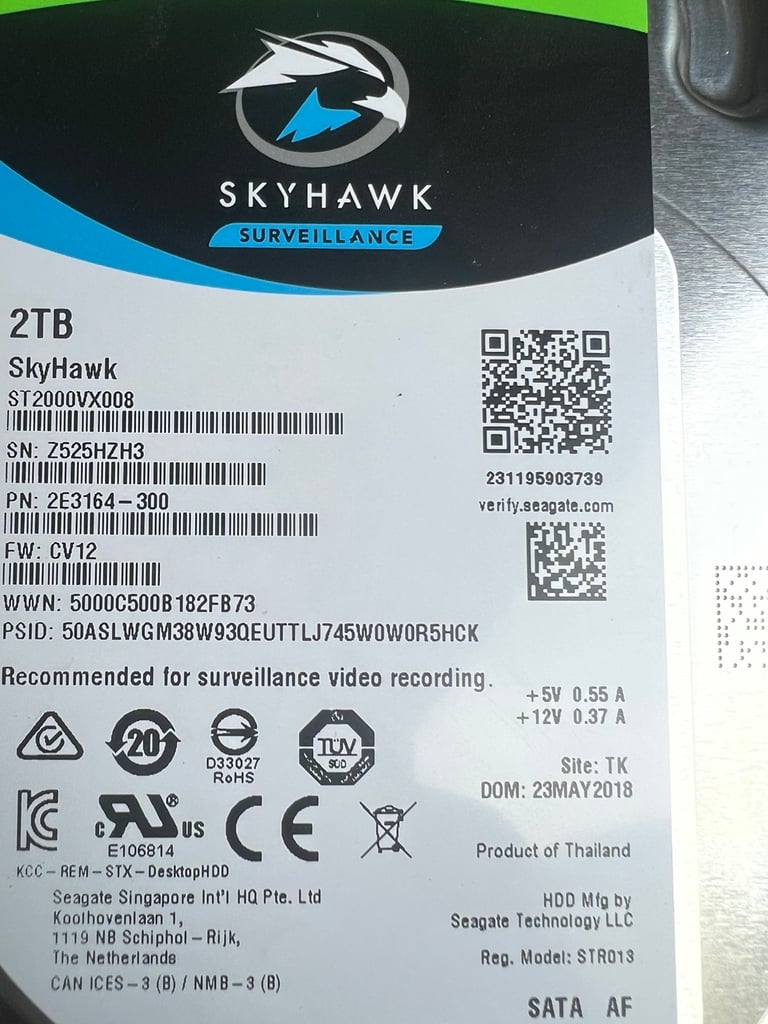 SKYHAWK
SURVEILLANCE
2TB
SkyHawk
ST2000VX008
SN: Z525HZH3
PN: 2E3164-300
FW: CV12
WWN: 5000C500B182FB73
PSID: 50ASLWGM38W93QEUTTLJ745W0W0R5HCK
231195903739
verify.seagate.com
Recommended for surveillance video recording.
+5V 0.55 A
+12V 0.37 A
20
D33027
RoHS
TÜV
SÜD
Site: TK
DOM: 23MAY2018
c RU® US
E106814
CE
KCC-REM-STX-DesktopHDD
Product of Thailand
Seagate Singapore Int'l HQ Pte. Ltd
Koolhovenlaan 1,
1119 NB Schiphol-Rijk,
The Netherlands
CAN ICES-3 (B) / NMB-3 (B)
HDD Mfg by
Seagate Technology LLC
Reg. Model: STR013
SATA AF